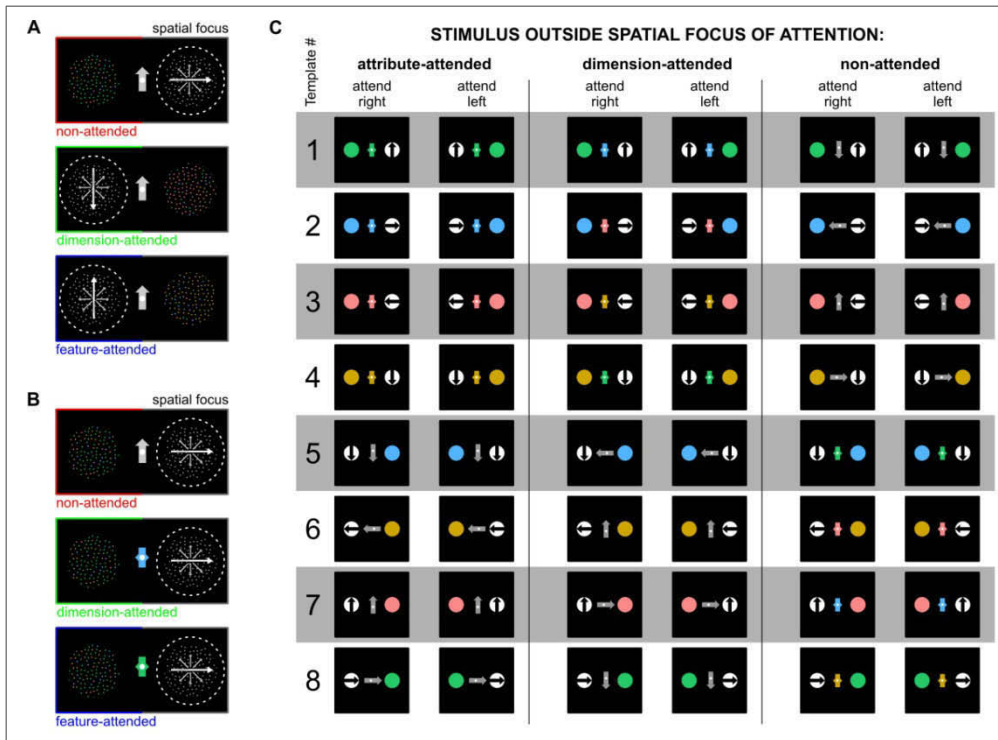 A
spatial focus
non-attended
dimension-attended
feature-attended
B
spatial focus
non-attended
dimension-attended
feature-attended
C
STIMULUS OUTSIDE SPATIAL FOCUS OF ATTENTION:
Template #
attribute-attended
dimension-attended
non-attended
attend right
attend left
attend right
attend left
attend right
attend left
1
2
3
4
5
6
7
8